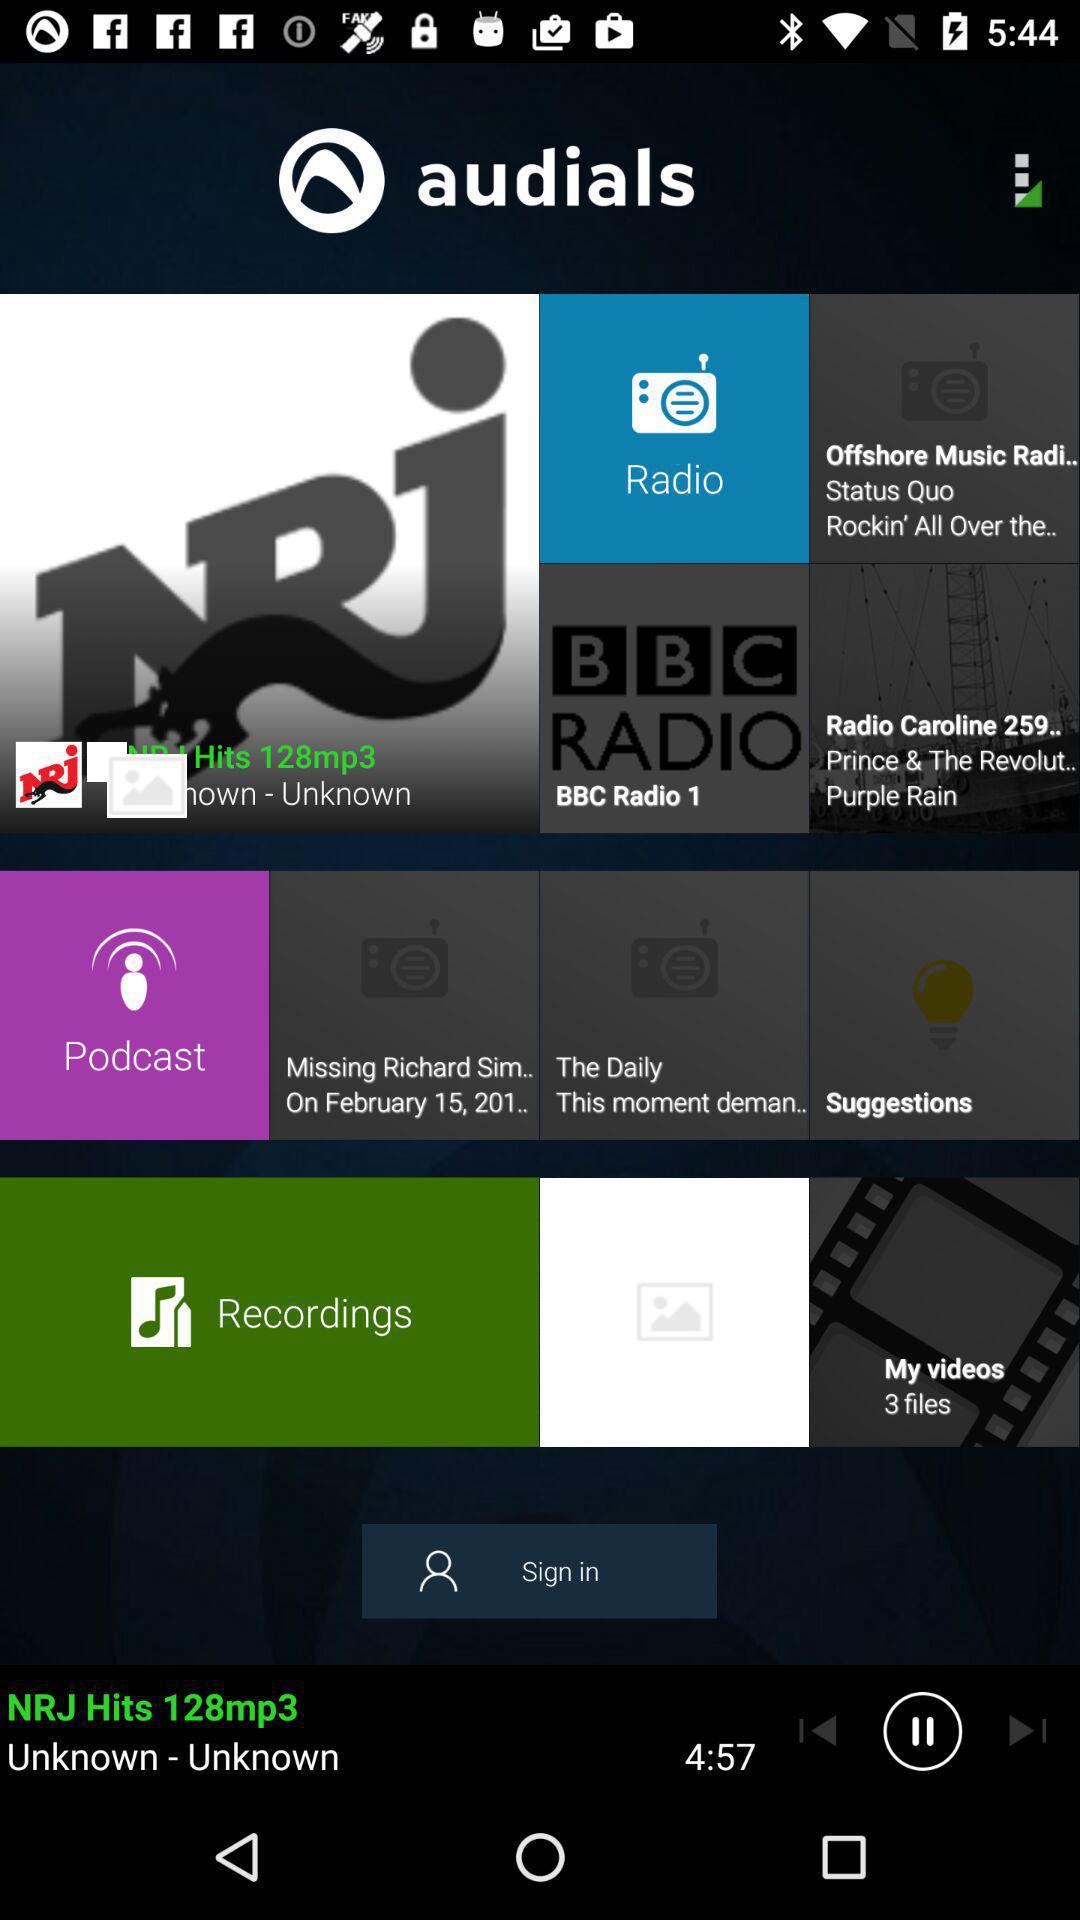 FAKE
5:44
audials
NRJ
Hits 128mp3
nown - Unknown
Radio
Offshore Music Radi..
Status Quo
Rockin' All Over the..
BBC
RADIO
BBC Radio 1
Radio Caroline 259..
Prince & The Revolut..
Purple Rain
Podcast
Missing Richard Sim..
On February 15, 201..
The Daily
This moment deman..
Suggestions
Recordings
My videos
3 files
Sign in
NRJ Hits 128mp3
Unknown - Unknown
4:57